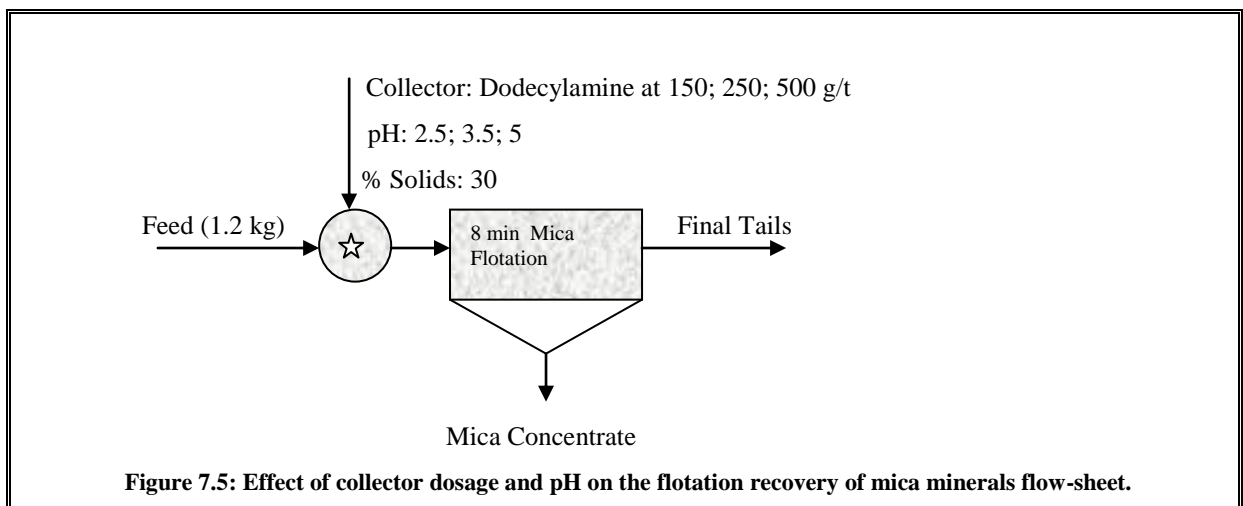 Collector: Dodecylamine at 150; 250; 500 g/t
pH: 2.5; 3.5; 5
% Solids: 30
Feed (1.2 kg)
8 min  Mica
Flotation
Final Tails
Mica Concentrate
Figure 7.5: Effect of collector dosage and pH on the flotation recovery of mica minerals flow-sheet.